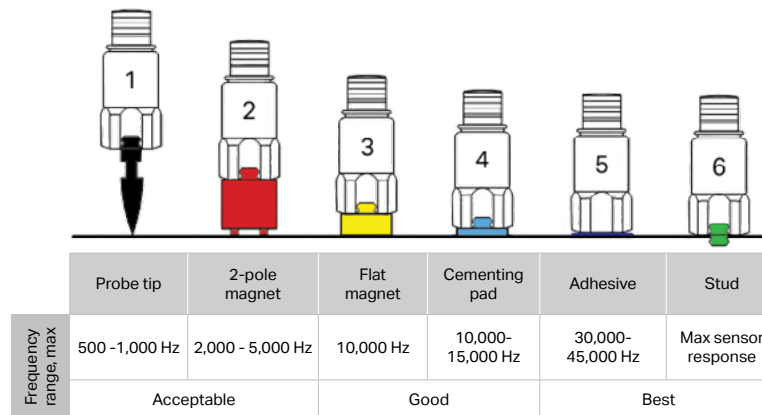 1
2
3
4
5
6
Probe tip
2-pole
magnet
Flat
magnet
Cementing
pad
Adhesive
Stud
Frequency
range, max
500 -1,000 Hz
2,000 - 5,000 Hz
10,000 Hz
10,000-
15,000 Hz
30,000-
45,000 Hz
Max sensor
response
Acceptable
Good
Best